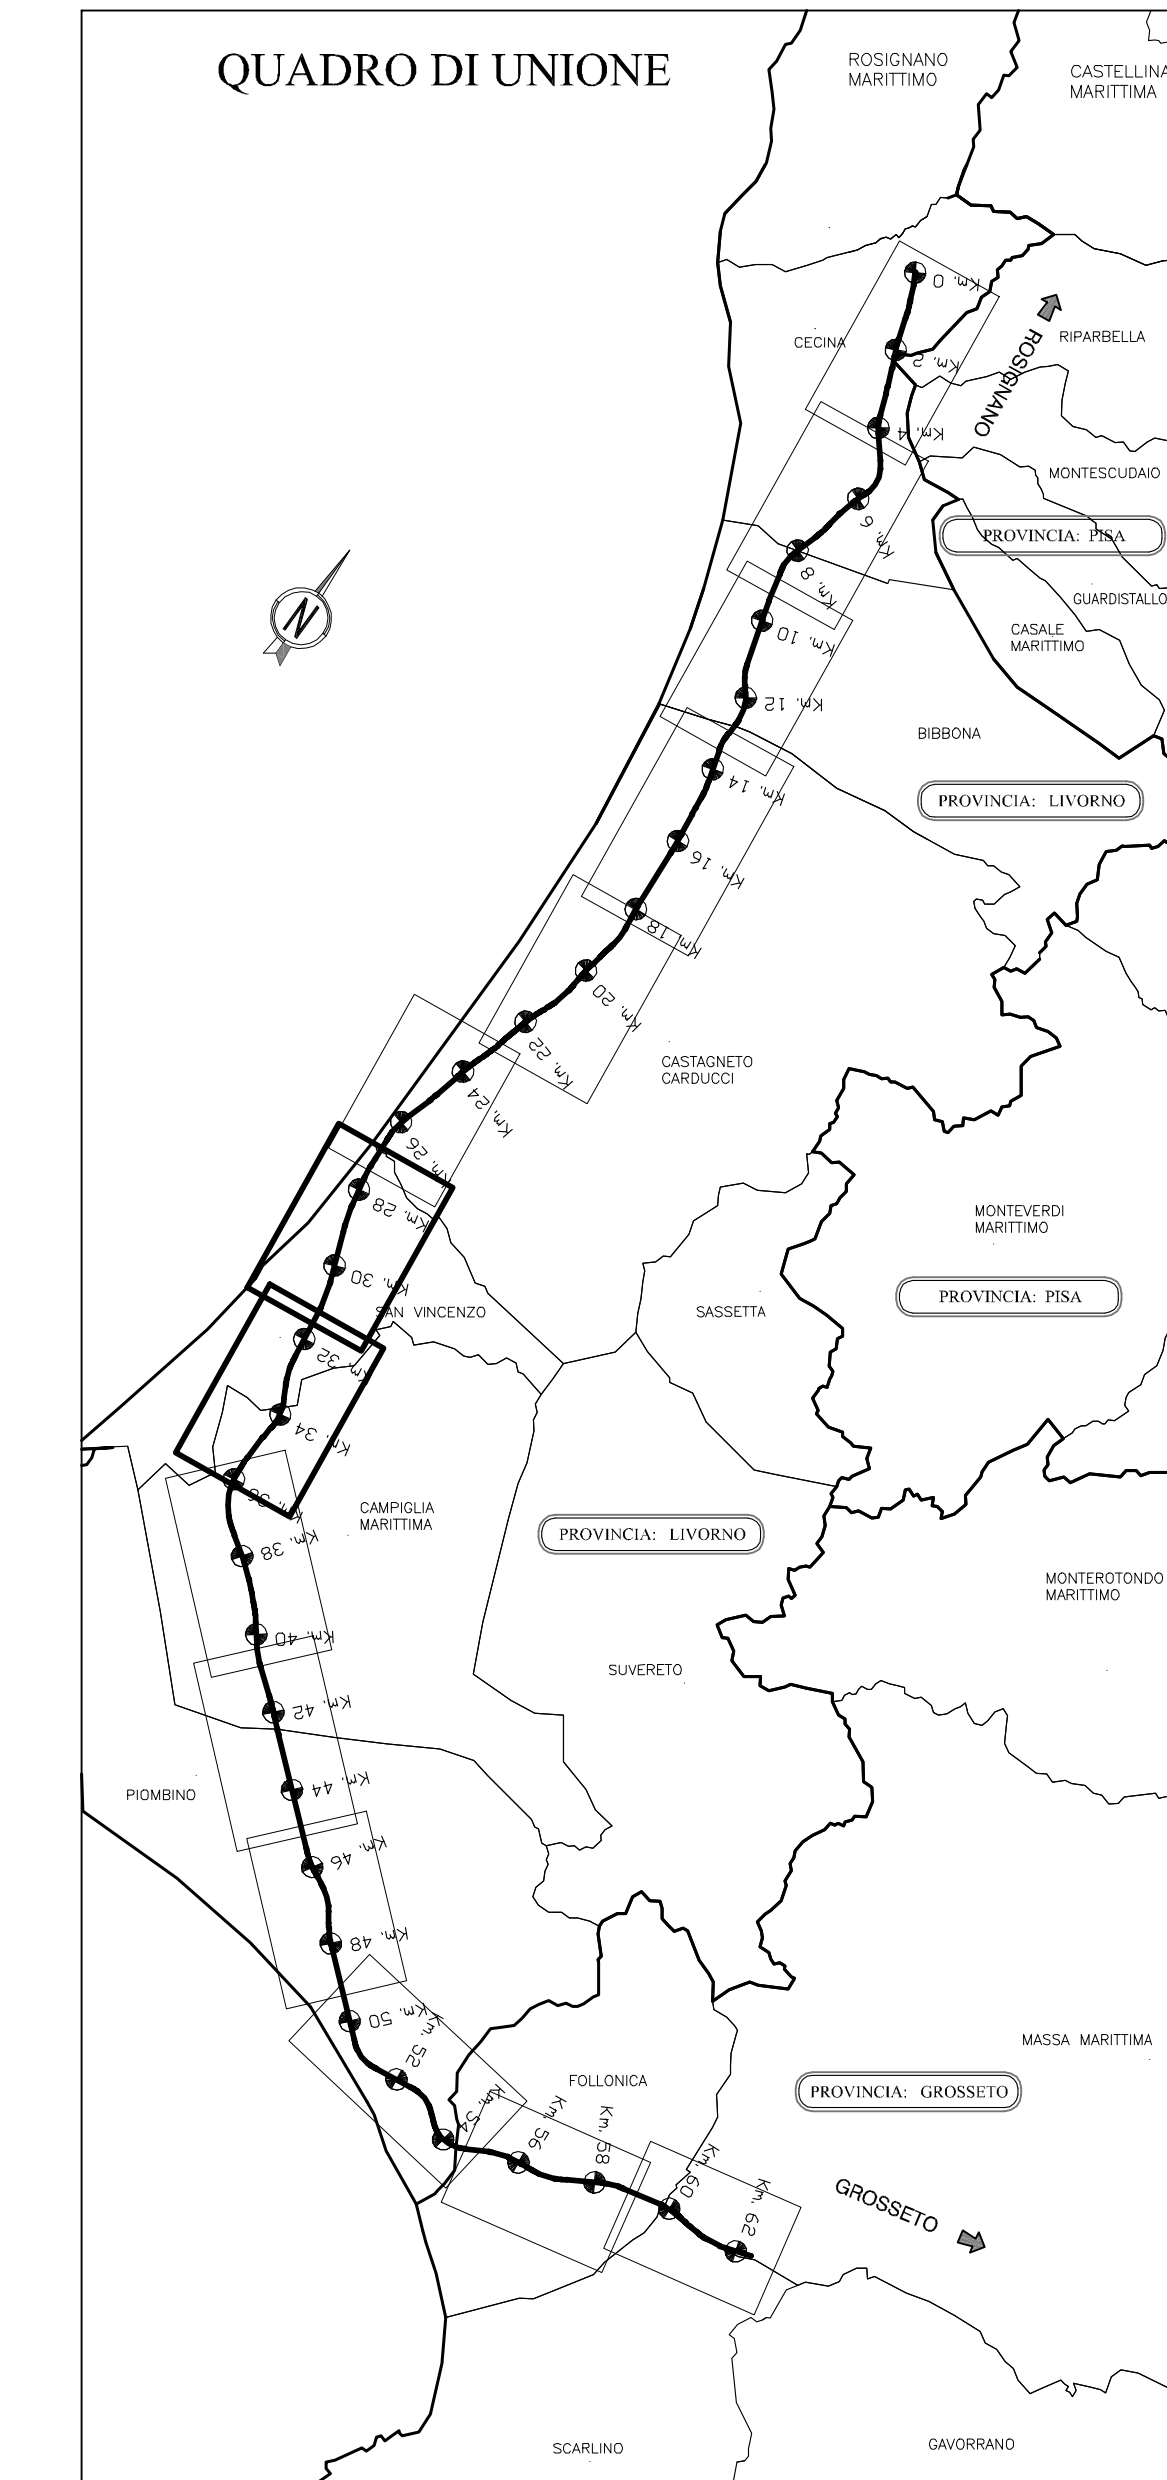 QUADRO DI UNIONE
ROSIGNANO
MARITTIMO
CASTELLINA
MARITTIMA
Km. 0
ROSIGNANO
RIPARBELLA
CECINA
Km. 2
Km. 4
MONTESCUDAIO
Km. 6
PROVINCIA: PISA
Km. 8
GUARDISTALLO
N
Km. 10
CASALE
MARITTIMO
Km. 12
BIBBONA
Km. 14
PROVINCIA: LIVORNO
Km. 16
Km. 18
Km. 20
Km. 22
CASTAGNETO
CARDUCCI
Km. 24
Km. 26
Km. 28
MONTEVERDI
MARITTIMO
Km. 30
PROVINCIA: PISA
SAN VINCENZO
SASSETTA
Km. 32
Km. 34
Km. 36
CAMPIGLIA
MARITTIMA
PROVINCIA: LIVORNO
Km. 38
MONTEROTONDO
MARITTIMO
Km. 40
SUVERETO
Km. 42
PIOMBINO
Km. 44
Km. 46
Km. 48
Km. 50
Km. 52
MASSA MARITTIMA
FOLLONICA
PROVINCIA: GROSSETO
Km. 54
Km. 56
Km. 58
Km. 60
Km. 62
GROSSETO
SCARLINO
GAVORRANO